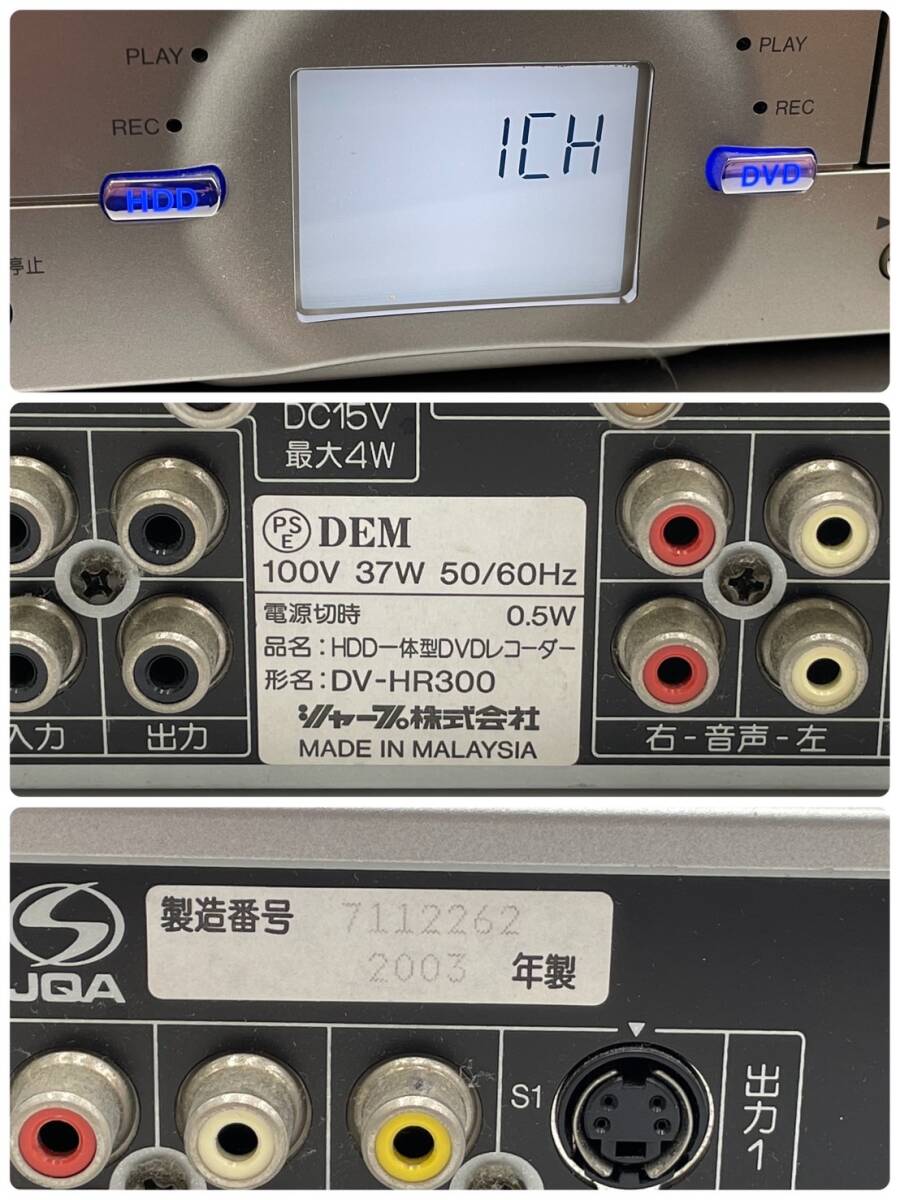 PLAY
REC
HDD
停止
1CH
PLAY
REC
DVD
DC15V
最大4W
入力
出力
PSE DEM
100V 37W 50/60Hz
電源切時 0.5W
品名：HDD一体型DVDレコーダー
形名：DV-HR300
シャープ株式会社
MADE IN MALAYSIA
右-音声-左
JQA
製造番号 7112262
2003 年製
S1
出力1